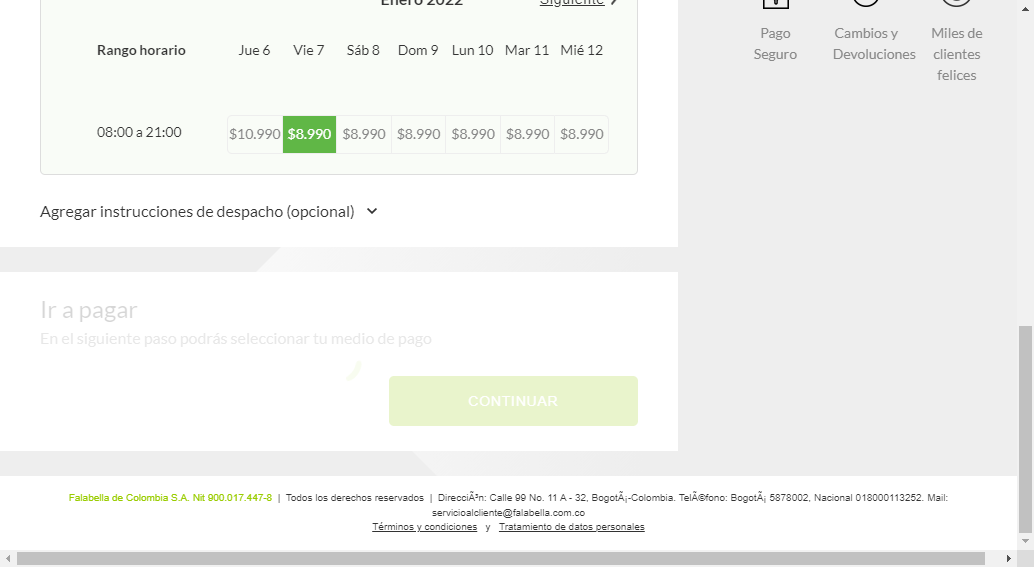 Enero 2022
Siguiente
Rango horario Jue 6 Vie 7 Sáb 8 Dom 9 Lun 10 Mar 11 Mié 12
08:00 a 21:00 $10.990 $8.990 $8.990 $8.990 $8.990 $8.990 $8.990
Agregar instrucciones de despacho (opcional)
Ir a pagar
En el siguiente paso podrás seleccionar tu medio de pago
CONTINUAR
Pago
Seguro
Cambios y
Devoluciones
Miles de
clientes
felices
Falabella de Colombia S.A. Nit 900.017.447-8 | Todos los derechos reservados | DirecciÃ³n: Calle 99 No. 11 A - 32, BogotÃ¡-Colombia. TelÃ©fono: BogotÃ¡ 5878002, Nacional 018000113252. Mail:
servicioalcliente@falabella.com.co
Términos y condiciones y Tratamiento de datos personales